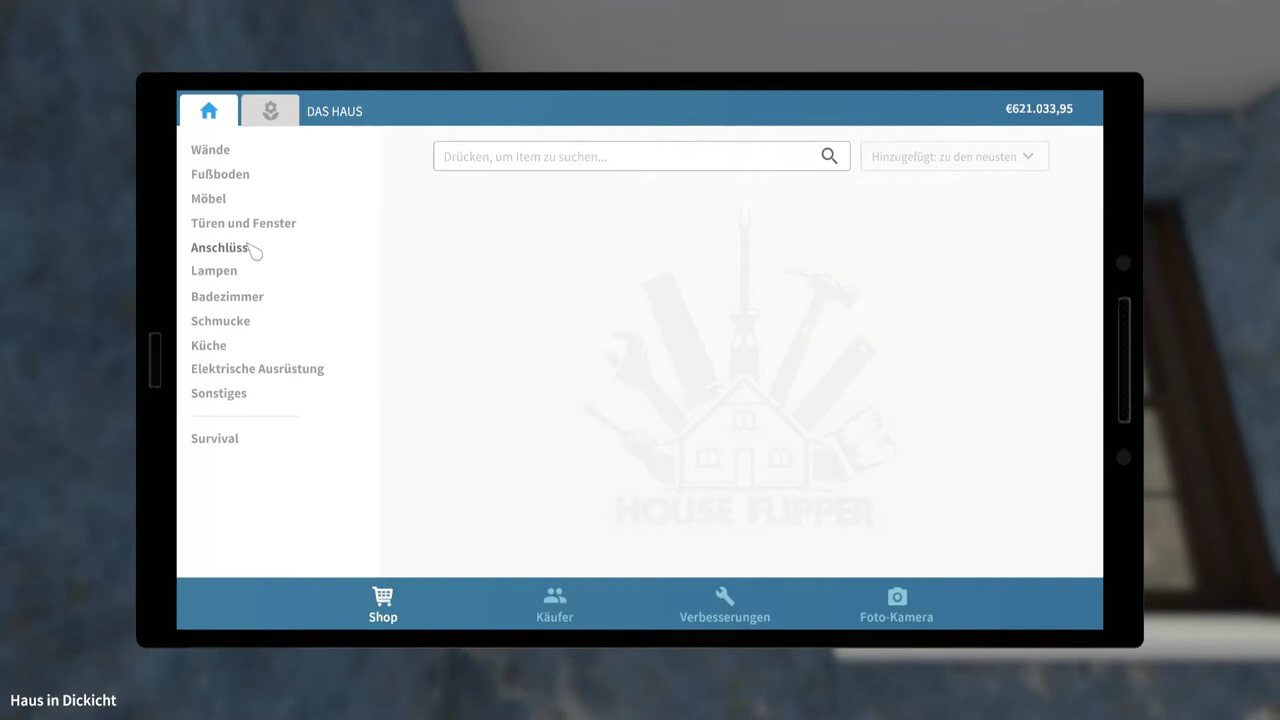 DAS HAUS
€621.033,95
Wände
Fußboden
Möbel
Türen und Fenster
Anschlüss
Lampen
Badezimmer
Schmucke
Küche
Elektrische Ausrüstung
Sonstiges
Survival
Drücken, um Item zu suchen...
Hinzugefügt: zu den neusten
HOUSE FLIPPER
Shop
Käufer
Verbesserungen
Foto-Kamera
Haus in Dickicht